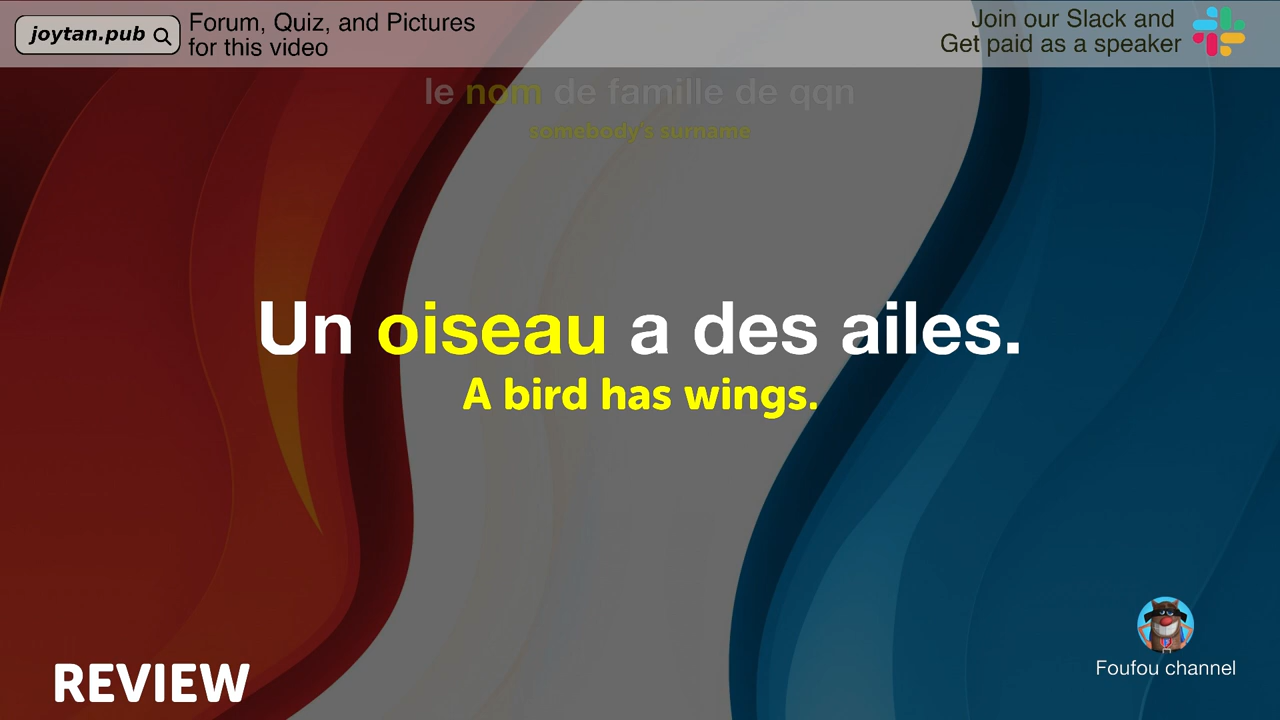 joytan.pub
Forum, Quiz, and Pictures
for this video
Join our Slack and
Get paid as a speaker
le nom de famille de qqn
somebody's surname
Un oiseau a des ailes.
A bird has wings.
REVIEW
Foufou channel